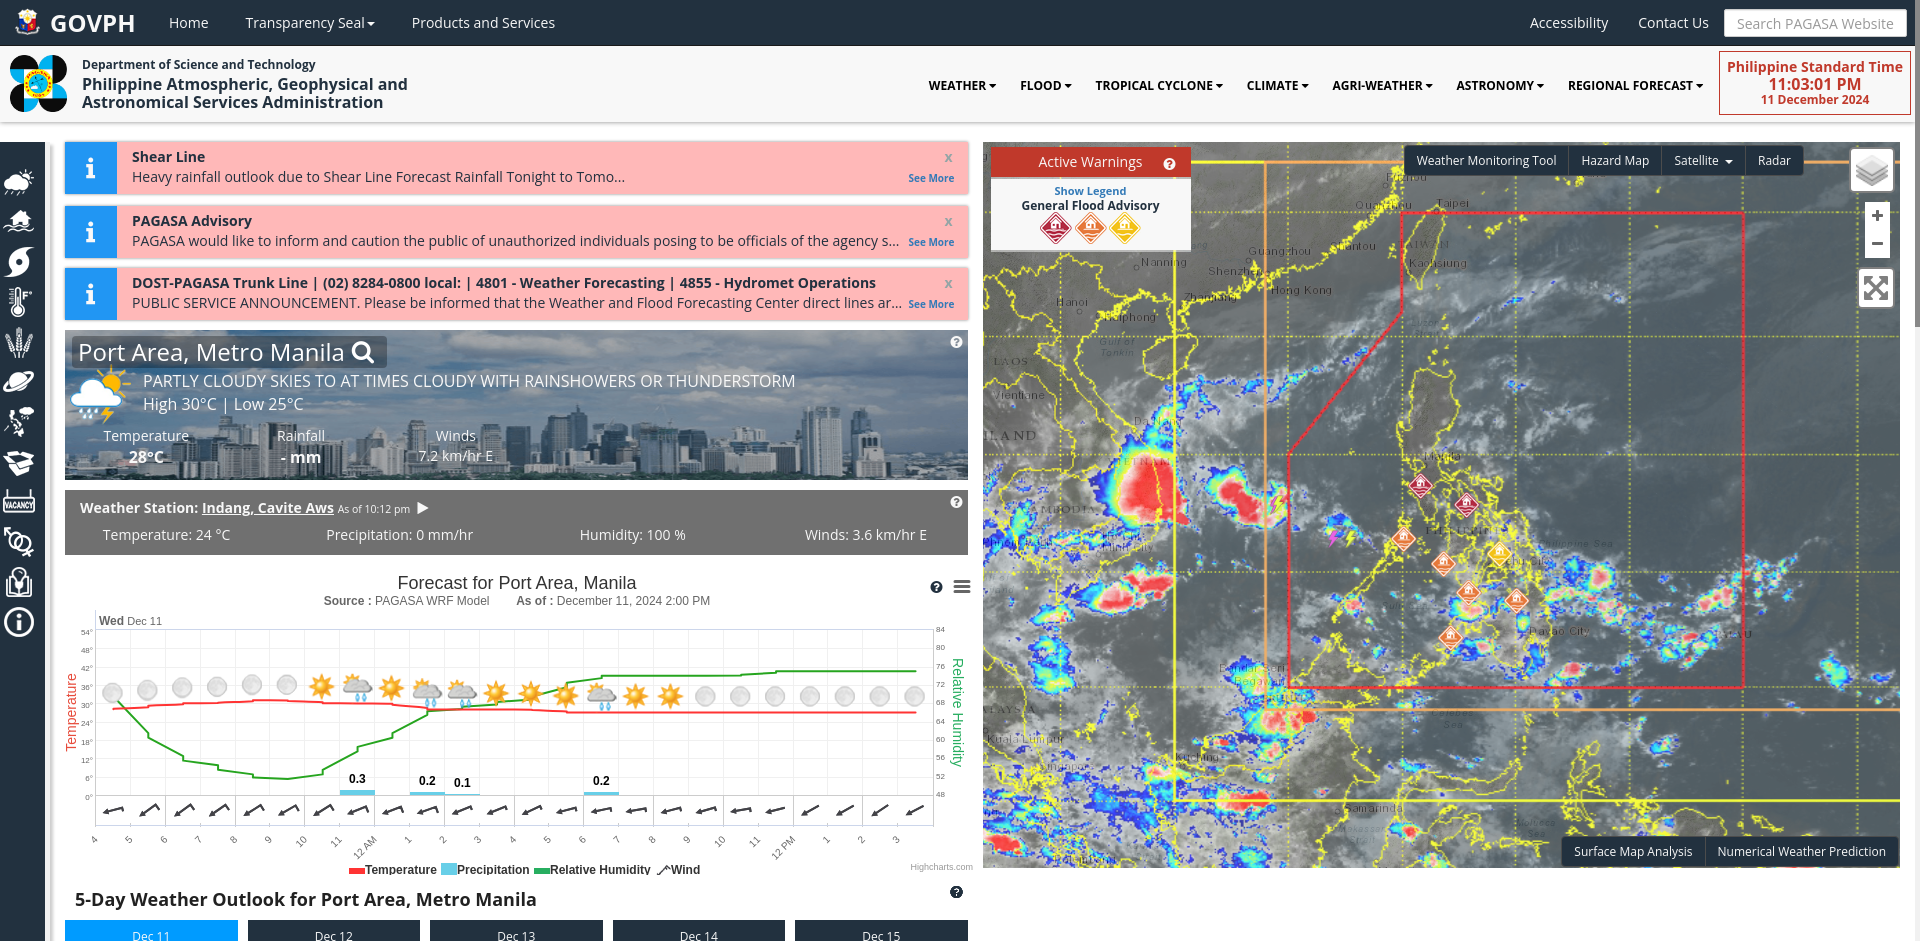 GOVPH
Home
Transparency Seal
Products and Services
Accessibility
Contact Us
Search PAGASA Website
Department of Science and Technology
Philippine Atmospheric, Geophysical and
Astronomical Services Administration
WEATHER
FLOOD
TROPICAL CYCLONE
CLIMATE
AGRI-WEATHER
ASTRONOMY
REGIONAL FORECAST
Philippine Standard Time
11:03:01 PM
11 December 2024
Shear Line
x
Heavy rainfall outlook due to Shear Line Forecast Rainfall Tonight to Tomo...
See More
PAGASA Advisory
x
PAGASA would like to inform and caution the public of unauthorized individuals posing to be officials of the agency s...
See More
DOST-PAGASA Trunk Line | (02) 8284-0800 local: | 4801 - Weather Forecasting | 4855 - Hydromet Operations
x
PUBLIC SERVICE ANNOUNCEMENT. Please be informed that the Weather and Flood Forecasting Center direct lines ar...
See More
Port Area, Metro Manila
PARTLY CLOUDY SKIES TO AT TIMES CLOUDY WITH RAINSHOWERS OR THUNDERSTORM
High 30°C | Low 25°C
Temperature
Rainfall
Winds
28°C
- mm
7.2 km/hr E
Weather Station: Indang, Cavite Aws As of 10:12 pm
Temperature: 24 °C
Precipitation: 0 mm/hr
Humidity: 100 %
Winds: 3.6 km/hr E
VACANCY
Forecast for Port Area, Manila
Source : PAGASA WRF Model As of : December 11, 2024 2:00 PM
Wed Dec 11
Temperature
54°
48°
42°
36°
30°
24°
18°
12°
6°
0°
84
80
76
72
68
64
60
56
52
48
Relative Humidity
0.3
0.2
0.1
0.2
4 5 6 7 8 9 10 11 12 AM 1 2 3 4 5 6 7 8 9 10 11 12 PM 1 2 3
Temperature Precipitation Relative Humidity Wind
Highcharts.com
5-Day Weather Outlook for Port Area, Metro Manila
Dec 11
Dec 12
Dec 13
Dec 14
Dec 15
Active Warnings
Show Legend
General Flood Advisory
Weather Monitoring Tool
Hazard Map
Satellite
Radar
+
−
Taipei
TAIWAN
Kaohsiung
Guangzhou
Shantou
Shenzhen
Hong Kong
Nanning
Zhanjiang
Hanoi
Haiphong
Gulf of
Tonkin
LAOS
Vientiane
VIETNAM
Manila
Davao City
PALAU
Kuala Lumpur
Kuching
Samarinda
Surface Map Analysis
Numerical Weather Prediction